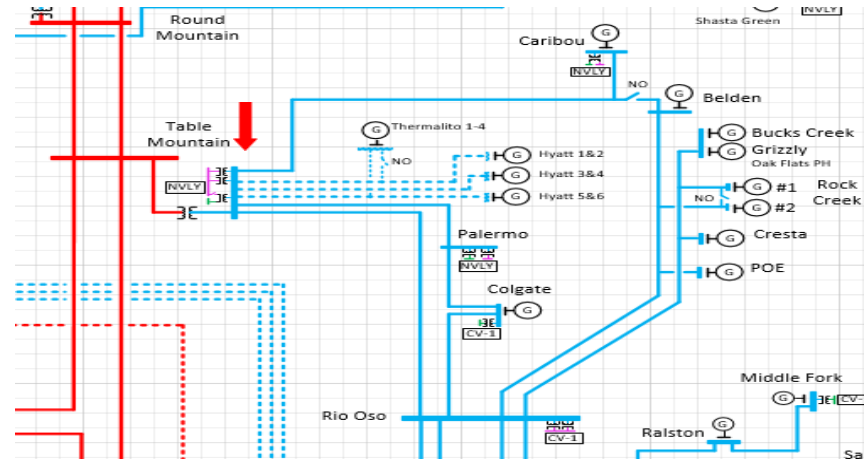 Round
Mountain
G
Shasta Green
NVLY
Caribou
G
NVLY
NO
G
Belden
Table
Mountain
G
Thermalito 1-4
NO
NVLY
G
Hyatt 1&2
G
Hyatt 3&4
G
Hyatt 5&6
G
Bucks Creek
G
Grizzly
Oak Flats PH
G
#1
Rock
Creek
NO
G
#2
G
Cresta
G
POE
Palermo
NVLY
Colgate
G
CV-1
Rio Oso
CV-1
Middle Fork
G
CV-
Ralston
G
Sa